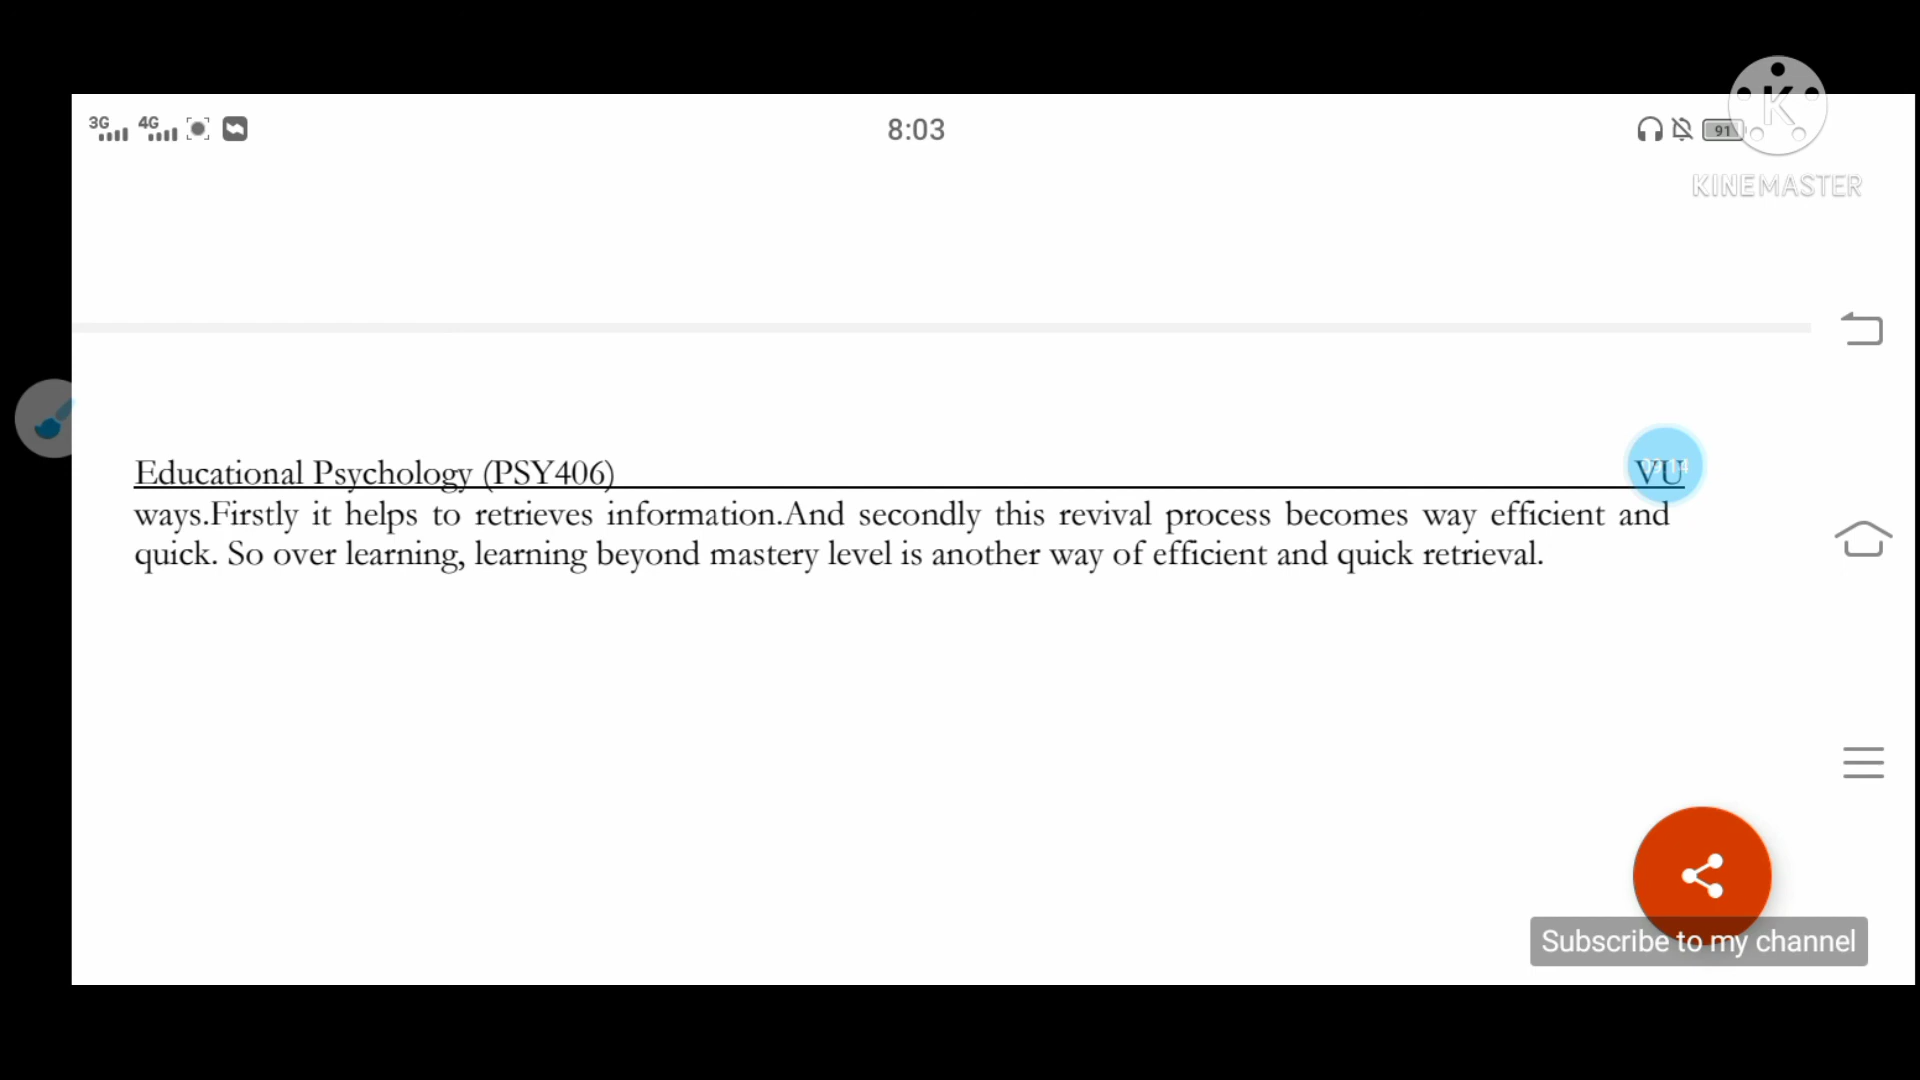 3G 4G 8:03 91
KINEMASTER
Educational Psychology (PSY406) VU
ways.Firstly it helps to retrieves information.And secondly this revival process becomes way efficient and
quick. So over learning, learning beyond mastery level is another way of efficient and quick retrieval.
Subscribe to my channel